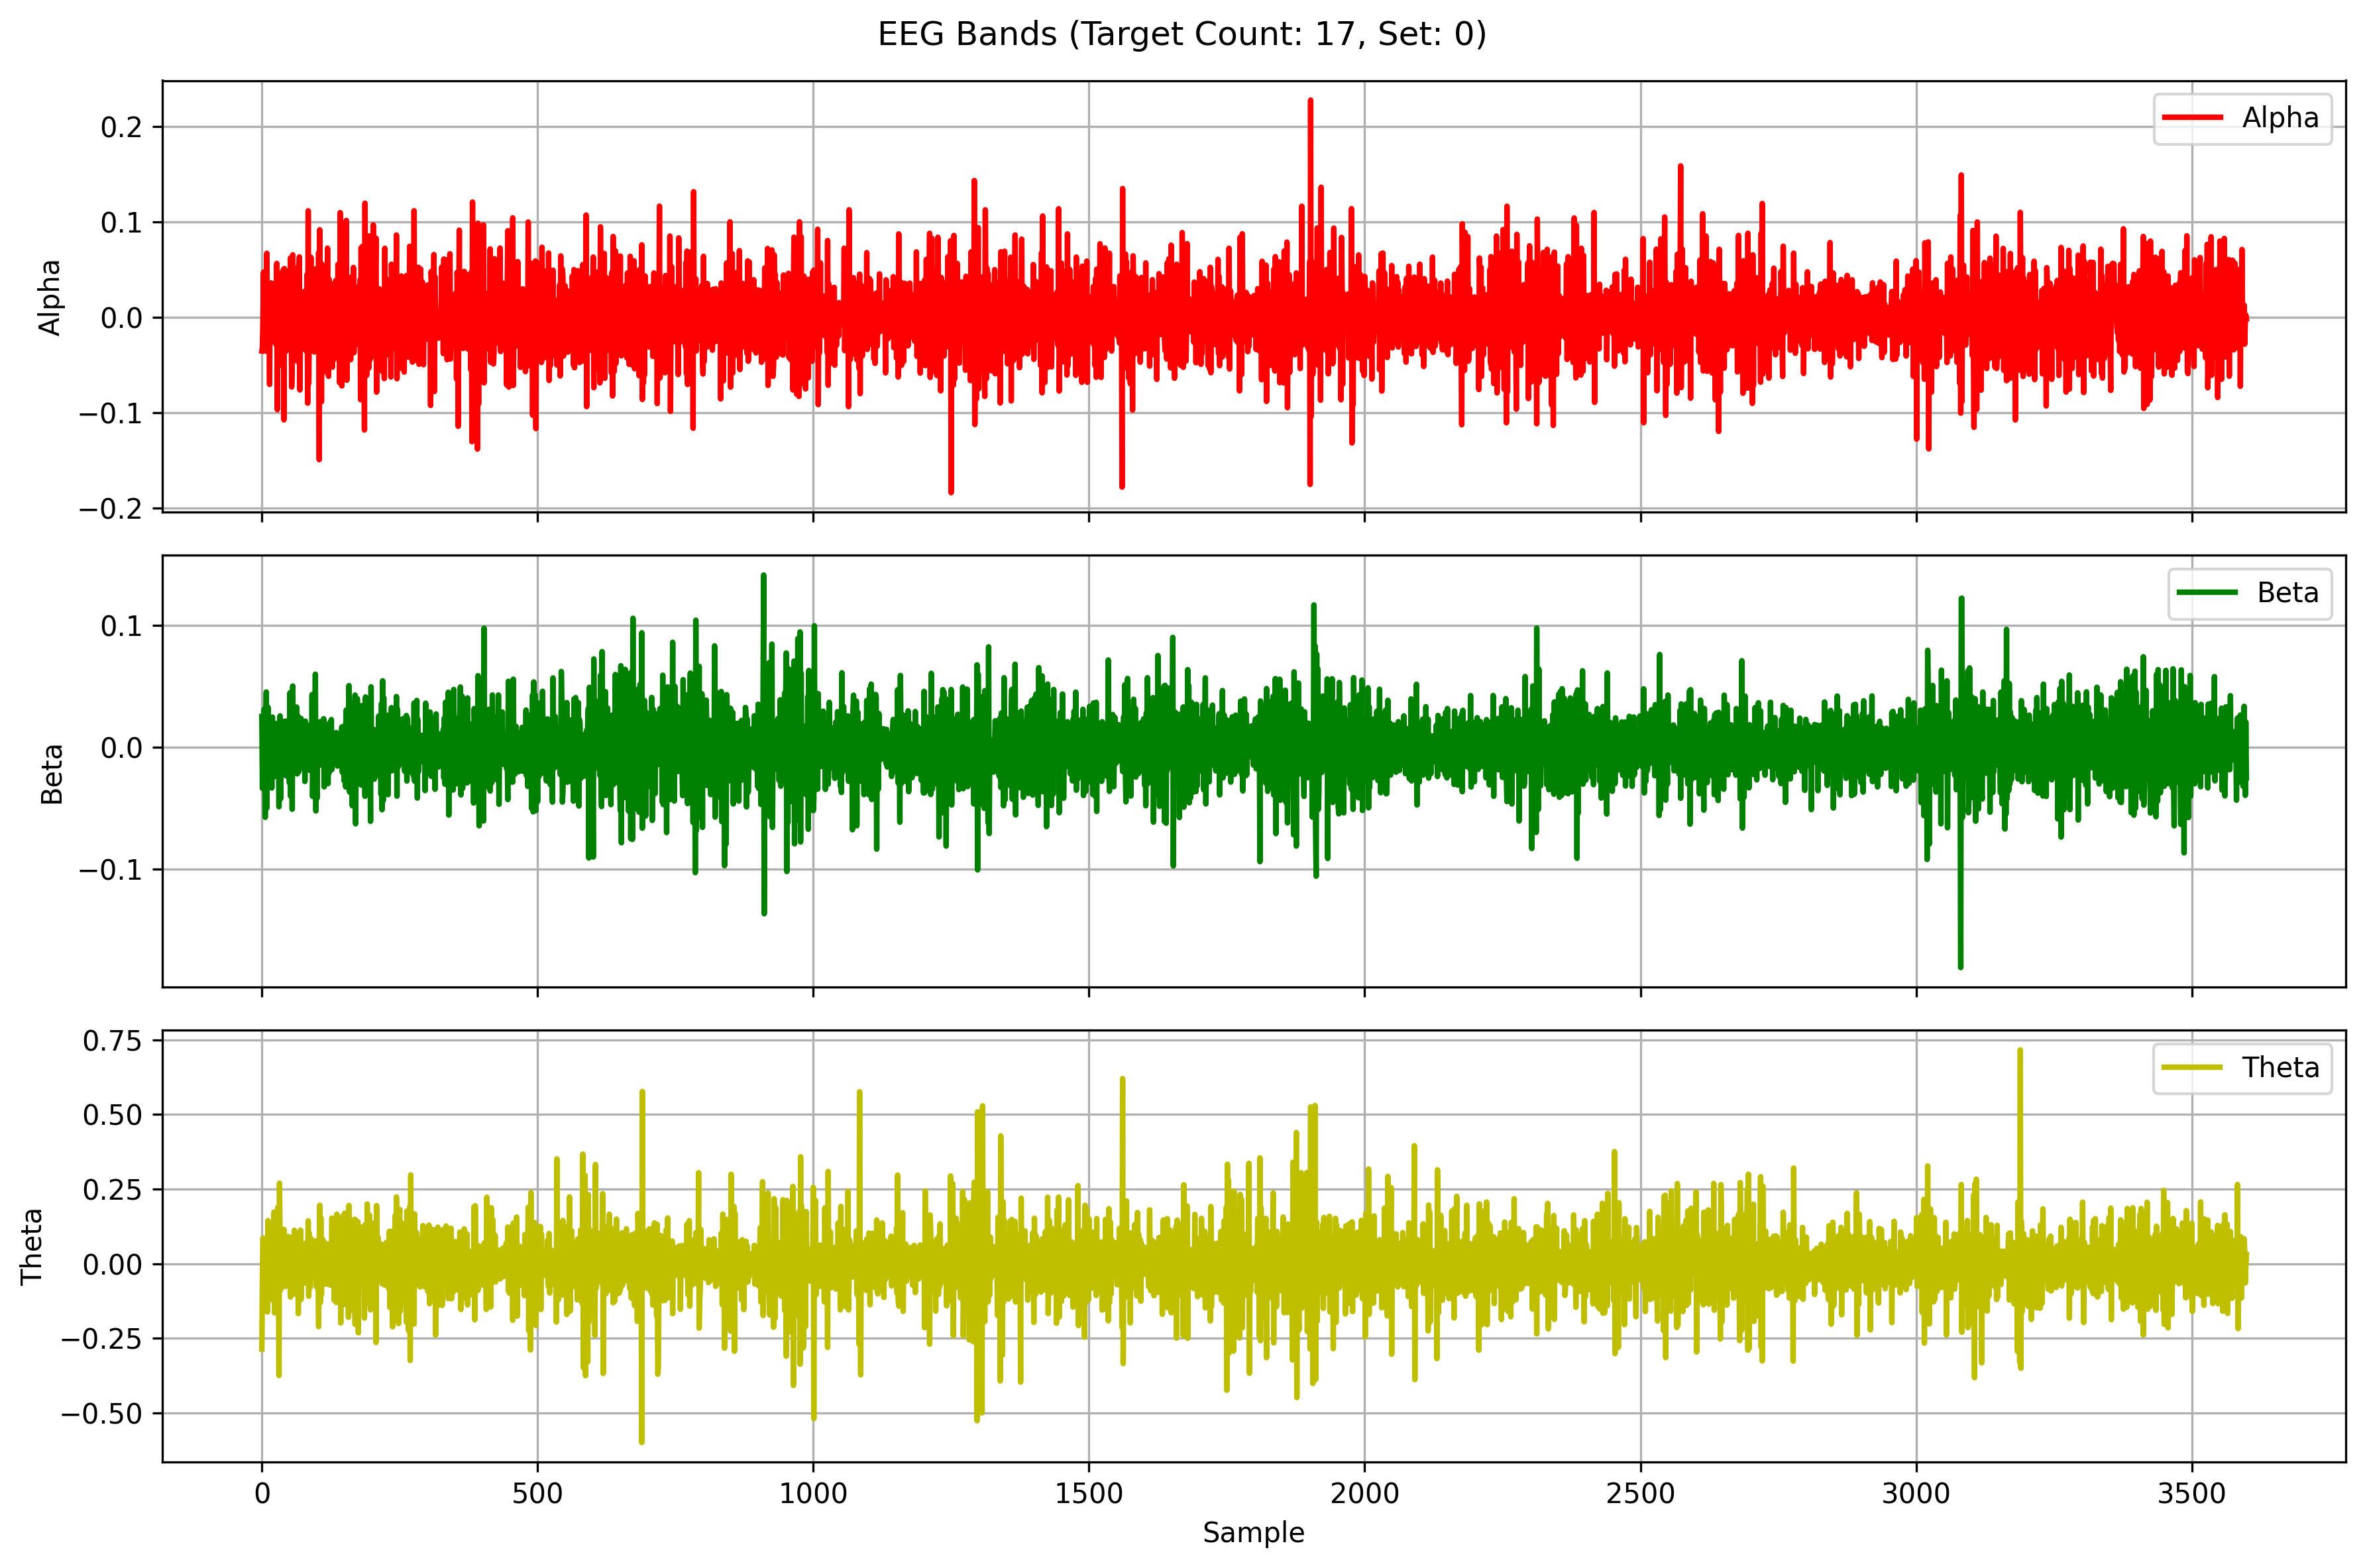 EEG Bands (Target Count: 17, Set: 0)
Alpha
0.2
0.1
0.0
−0.1
−0.2
Alpha
Beta
0.1
0.0
−0.1
Beta
Theta
0.75
0.50
0.25
0.00
−0.25
−0.50
Theta
0 500 1000 1500 2000 2500 3000 3500
Sample